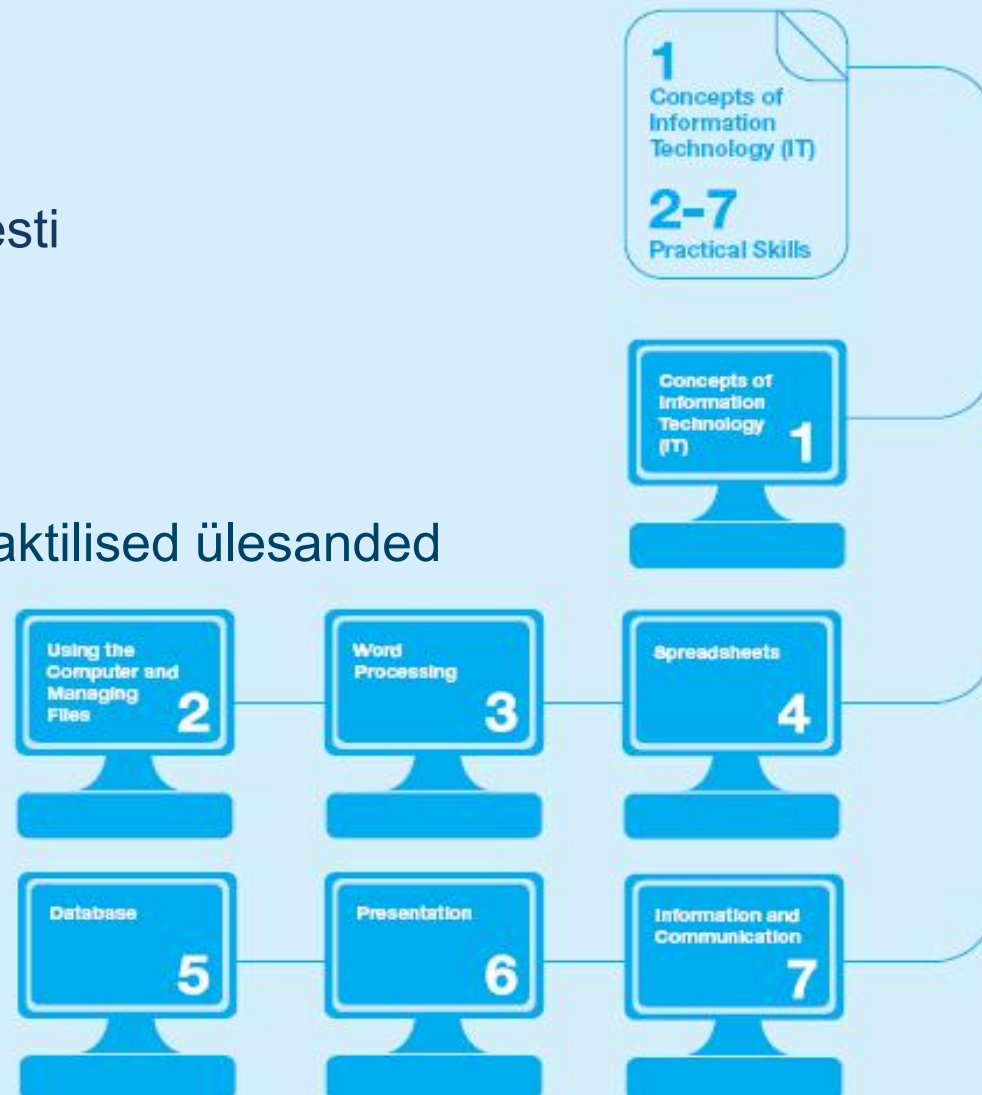 1
Concepts of
Information
Technology (IT)
2-7
Practical Skills
esti
Concepts of
Information
Technology
(IT)
1
aktilised ülesanded
Using the
Computer and
Managing
Files
2
Word
Processing
3
Spreadsheets
4
Database
5
Presentation
6
Information and
Communication
7